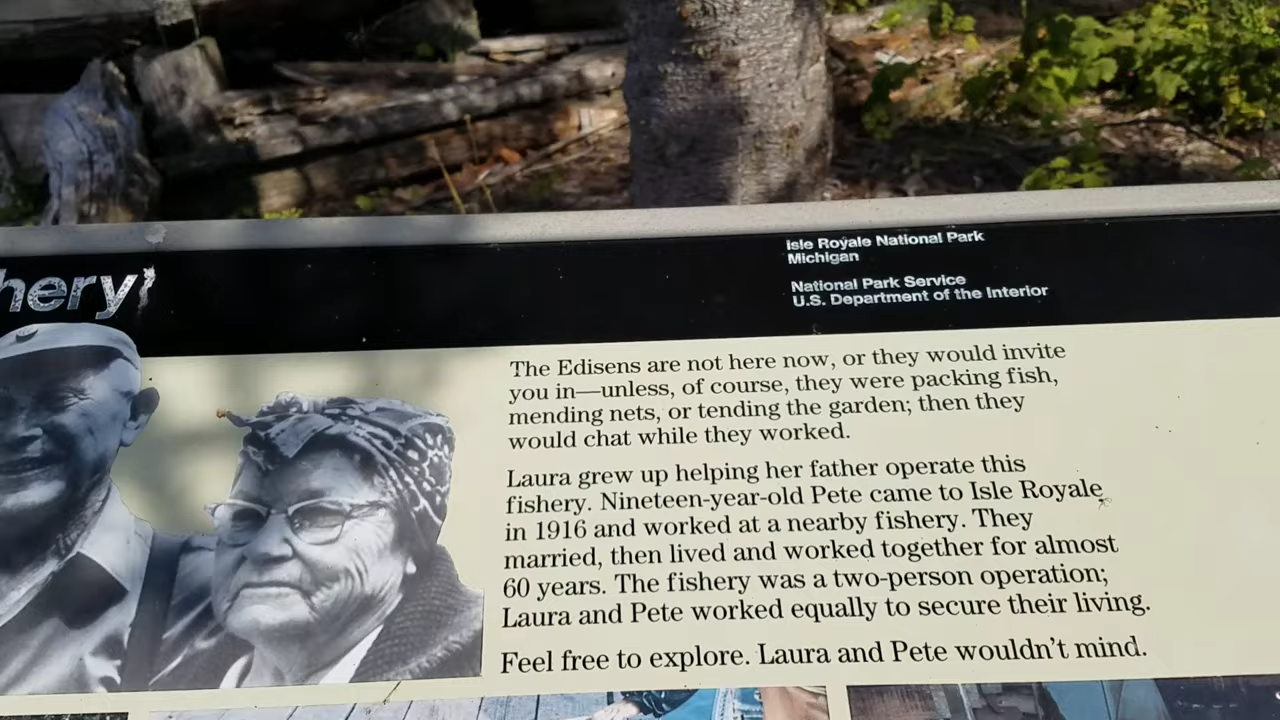 hery
Isle Royale National Park
Michigan
National Park Service
U.S. Department of the Interior
The Edisens are not here now, or they would invite
you in—unless, of course, they were packing fish,
mending nets, or tending the garden; then they
would chat while they worked.
Laura grew up helping her father operate this
fishery. Nineteen-year-old Pete came to Isle Royale
in 1916 and worked at a nearby fishery. They
married, then lived and worked together for almost
60 years. The fishery was a two-person operation;
Laura and Pete worked equally to secure their living.
Feel free to explore. Laura and Pete wouldn't mind.